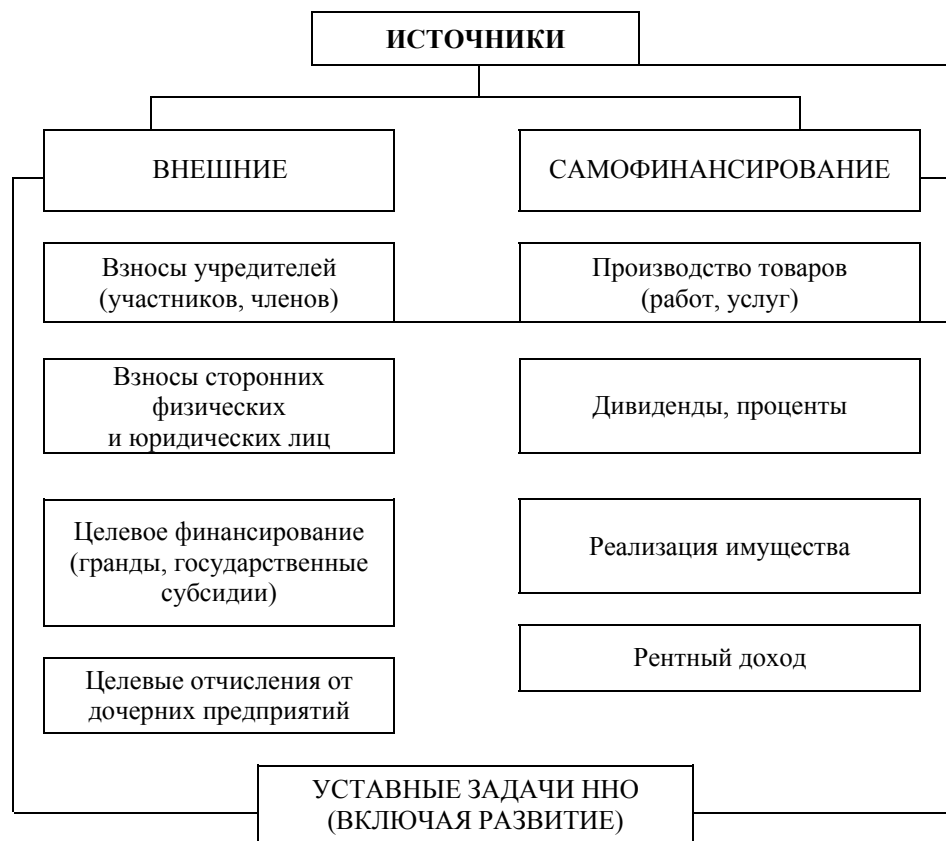 ИСТОЧНИКИ
ВНЕШНИЕ
САМОФИНАНСИРОВАНИЕ
Взносы учредителей
(участников, членов)
Производство товаров
(работ, услуг)
Взносы сторонних
физических
и юридических лиц
Дивиденды, проценты
Целевое финансирование
(гранды, государственные
субсидии)
Реализация имущества
Рентный доход
Целевые отчисления от
дочерних предприятий
УСТАВНЫЕ ЗАДАЧИ ННО
(ВКЛЮЧАЯ РАЗВИТИЕ)